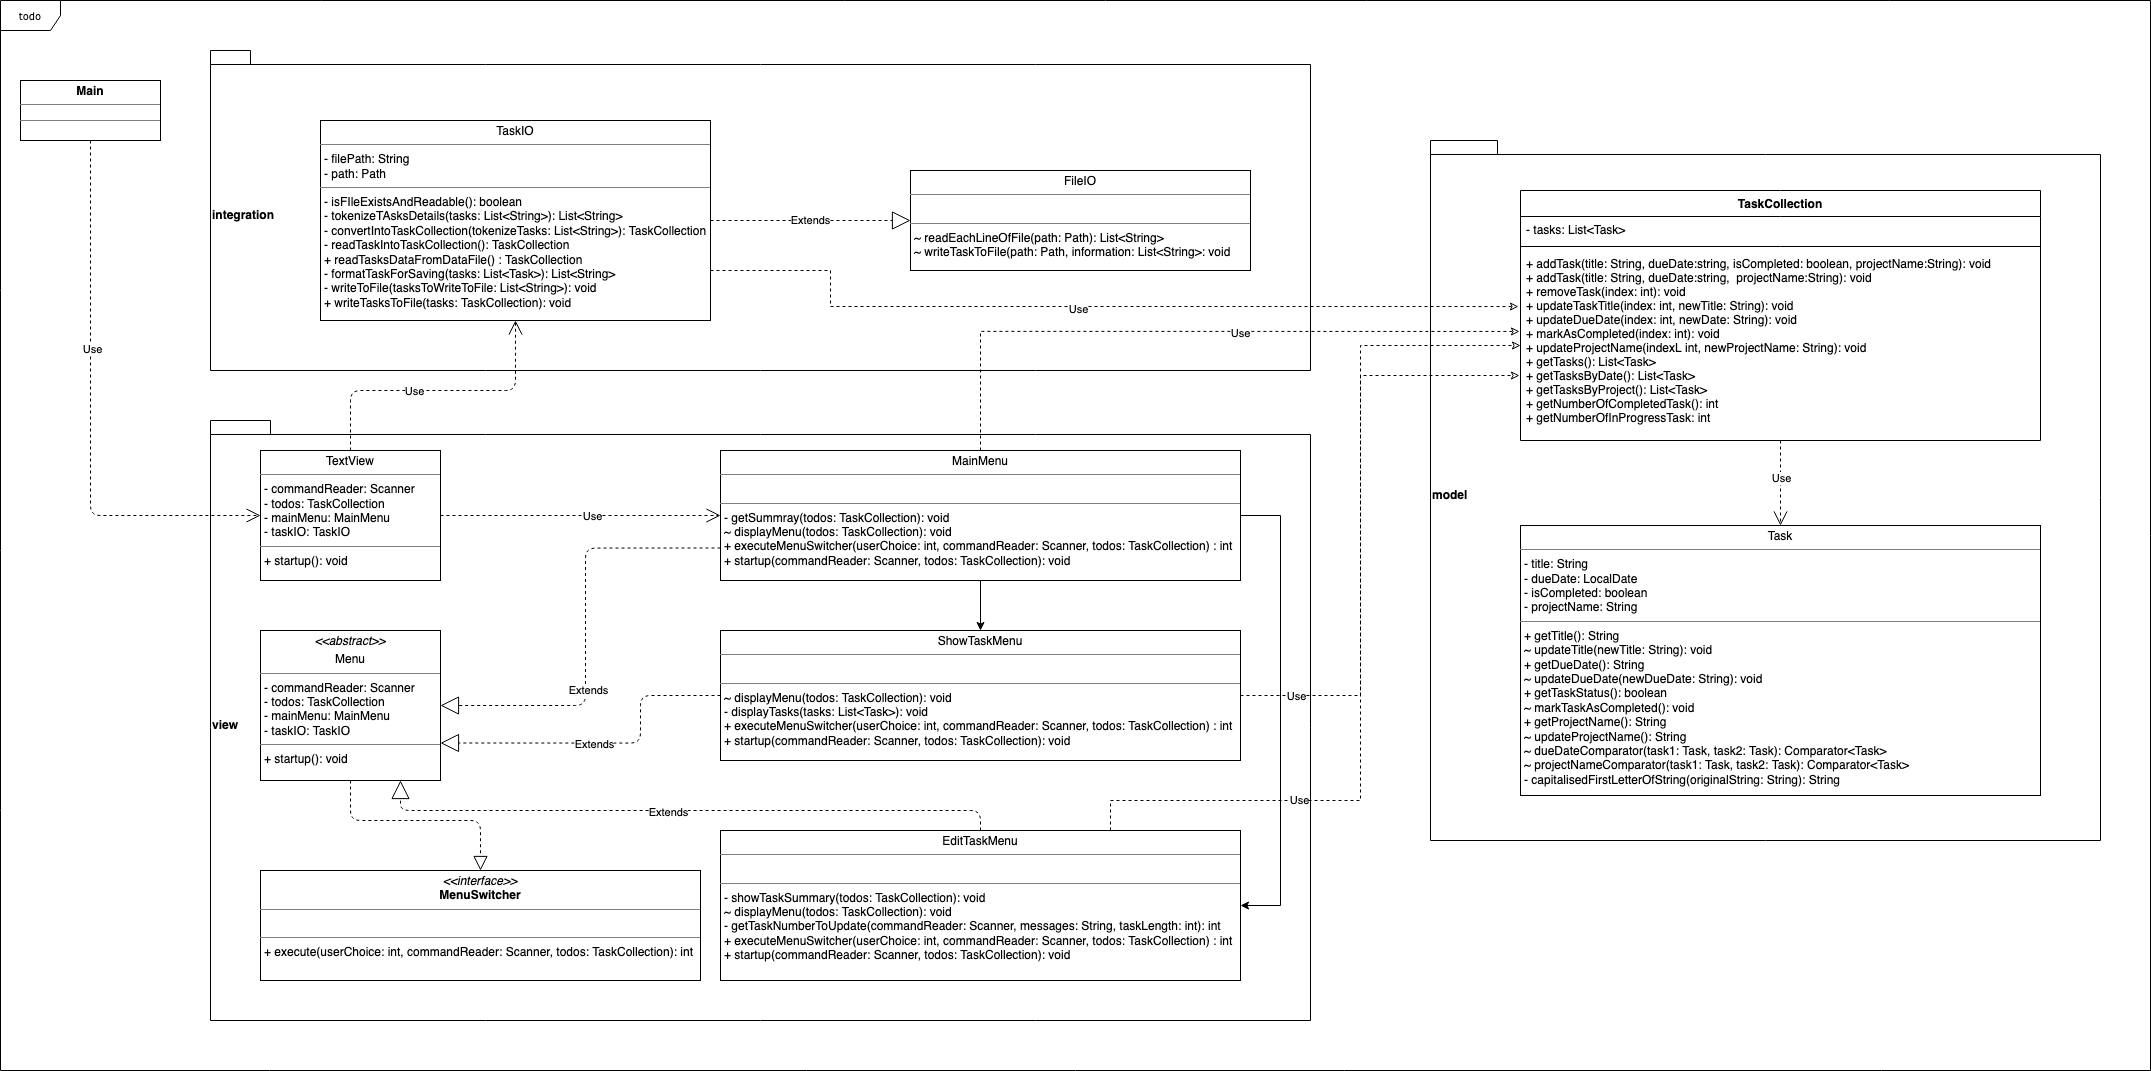 todo
Main
Use
integration
TaskIO
- filePath: String
- path: Path
- isFIleExistsAndReadable(): boolean
- tokenizeTAsksDetails(tasks: List<String>): List<String>
- convertIntoTaskCollection(tokenizeTasks: List<String>): TaskCollection
- readTaskIntoTaskCollection(): TaskCollection
+ readTasksDataFromDataFile() : TaskCollection
- formatTaskForSaving(tasks: List<Task>): List<String>
- writeToFile(tasksToWriteToFile: List<String>): void
+ writeTasksToFile(tasks: TaskCollection): void
Extends
FileIO
~ readEachLineOfFile(path: Path): List<String>
~ writeTaskToFile(path: Path, information: List<String>: void
Use
Use
Use
view
TextView
- commandReader: Scanner
- todos: TaskCollection
- mainMenu: MainMenu
- taskIO: TaskIO
+ startup(): void
Use
MainMenu
- getSummray(todos: TaskCollection): void
~ displayMenu(todos: TaskCollection): void
+ executeMenuSwitcher(userChoice: int, commandReader: Scanner, todos: TaskCollection) : int
+ startup(commandReader: Scanner, todos: TaskCollection): void
<<abstract>>
Menu
- commandReader: Scanner
- todos: TaskCollection
- mainMenu: MainMenu
- taskIO: TaskIO
+ startup(): void
Extends
Extends
Extends
ShowTaskMenu
~ displayMenu(todos: TaskCollection): void
- displayTasks(tasks: List<Task>): void
+ executeMenuSwitcher(userChoice: int, commandReader: Scanner, todos: TaskCollection) : int
+ startup(commandReader: Scanner, todos: TaskCollection): void
Use
Use
<<interface>>
MenuSwitcher
+ execute(userChoice: int, commandReader: Scanner, todos: TaskCollection): int
EditTaskMenu
- showTaskSummary(todos: TaskCollection): void
~ displayMenu(todos: TaskCollection): void
- getTaskNumberToUpdate(commandReader: Scanner, messages: String, taskLength: int): int
+ executeMenuSwitcher(userChoice: int, commandReader: Scanner, todos: TaskCollection) : int
+ startup(commandReader: Scanner, todos: TaskCollection): void
model
TaskCollection
- tasks: List<Task>
+ addTask(title: String, dueDate:string, isCompleted: boolean, projectName:String): void
+ addTask(title: String, dueDate:string, projectName:String): void
+ removeTask(index: int): void
+ updateTaskTitle(index: int, newTitle: String): void
+ updateDueDate(index: int, newDate: String): void
+ markAsCompleted(index: int): void
+ updateProjectName(indexL int, newProjectName: String): void
+ getTasks(): List<Task>
+ getTasksByDate(): List<Task>
+ getTasksByProject(): List<Task>
+ getNumberOfCompletedTask(): int
+ getNumberOfInProgressTask: int
Use
Task
- title: String
- dueDate: LocalDate
- isCompleted: boolean
- projectName: String
+ getTitle(): String
~ updateTitle(newTitle: String): void
+ getDueDate(): String
~ updateDueDate(newDueDate: String): void
+ getTaskStatus(): boolean
~ markTaskAsCompleted(): void
+ getProjectName(): String
~ updateProjectName(): String
~ dueDateComparator(task1: Task, task2: Task): Comparator<Task>
~ projectNameComparator(task1: Task, task2: Task): Comparator<Task>
- capitalisedFirstLetterOfString(originalString: String): String